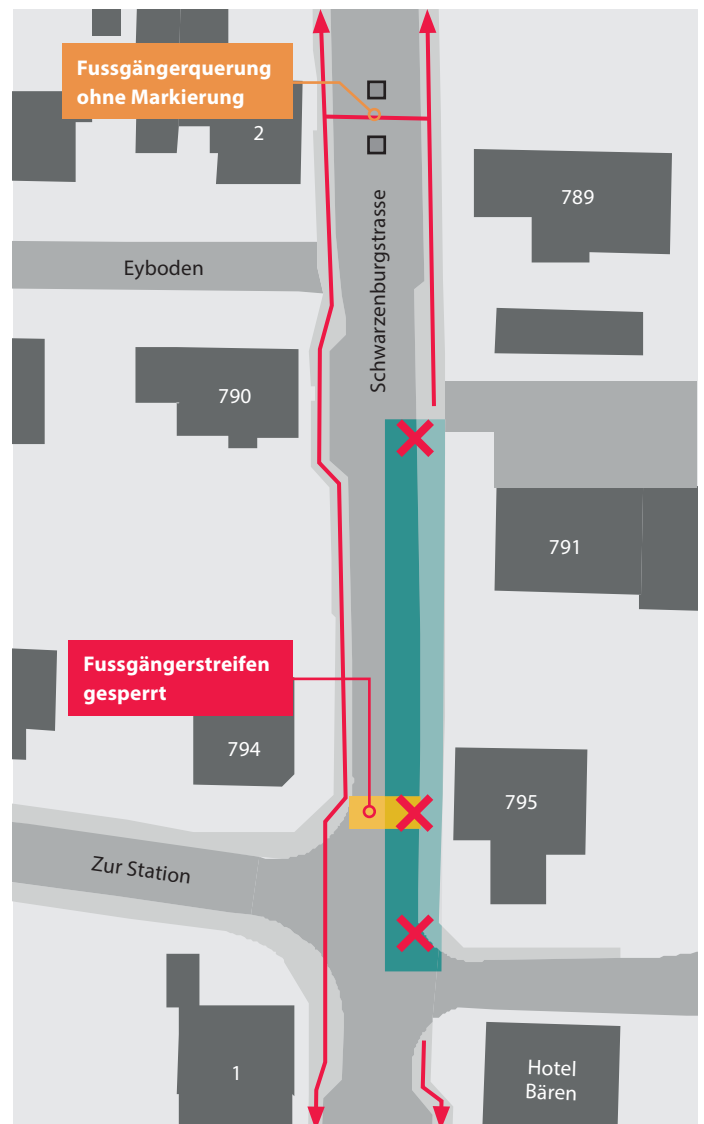 Fussgängerquerung
ohne Markierung
2
789
Eyboden
Schwarzenburgstrasse
790
791
Fussgängerstreifen
gesperrt
794
795
Zur Station
1
Hotel
Bären